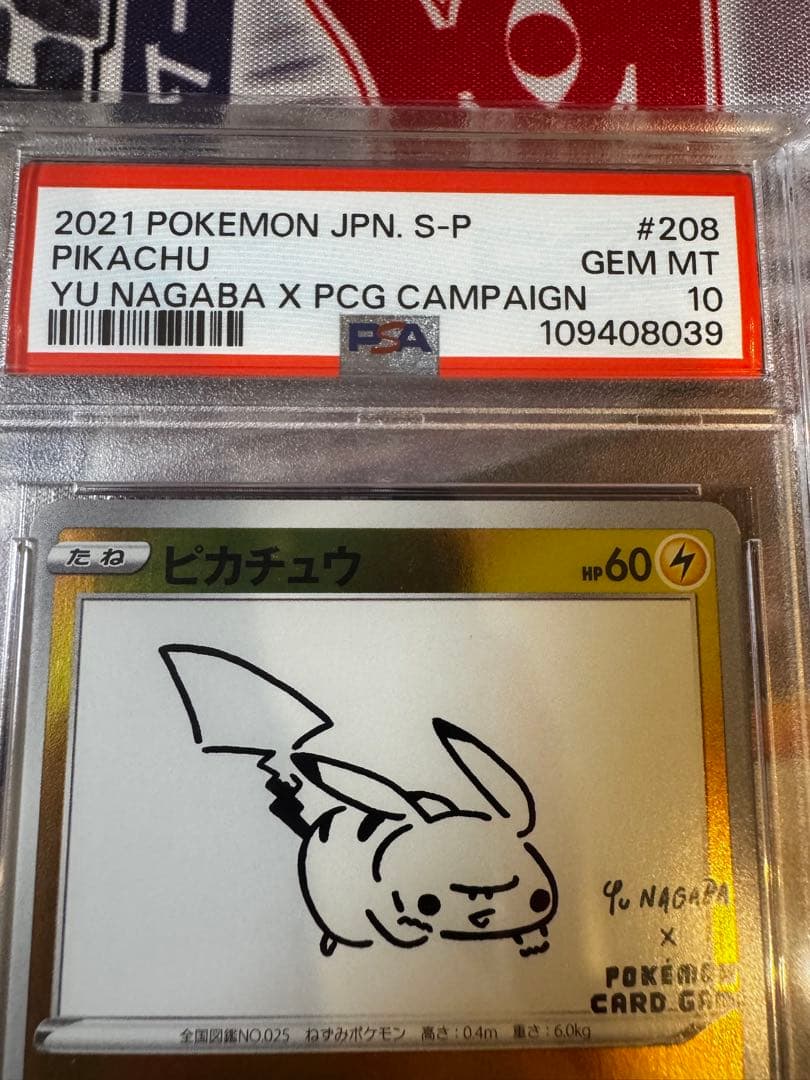 2021 POKEMON JPN. S-P #208
PIKACHU GEM MT
YU NAGABA X PCG CAMPAIGN 10
PSA 109408039
たね ピカチュウ HP60
Yu NAGABA
X
POKÉMON
CARD GAME
全国図鑑NO.025 ねずみポケモン 高さ:0.4m 重さ:6.0kg